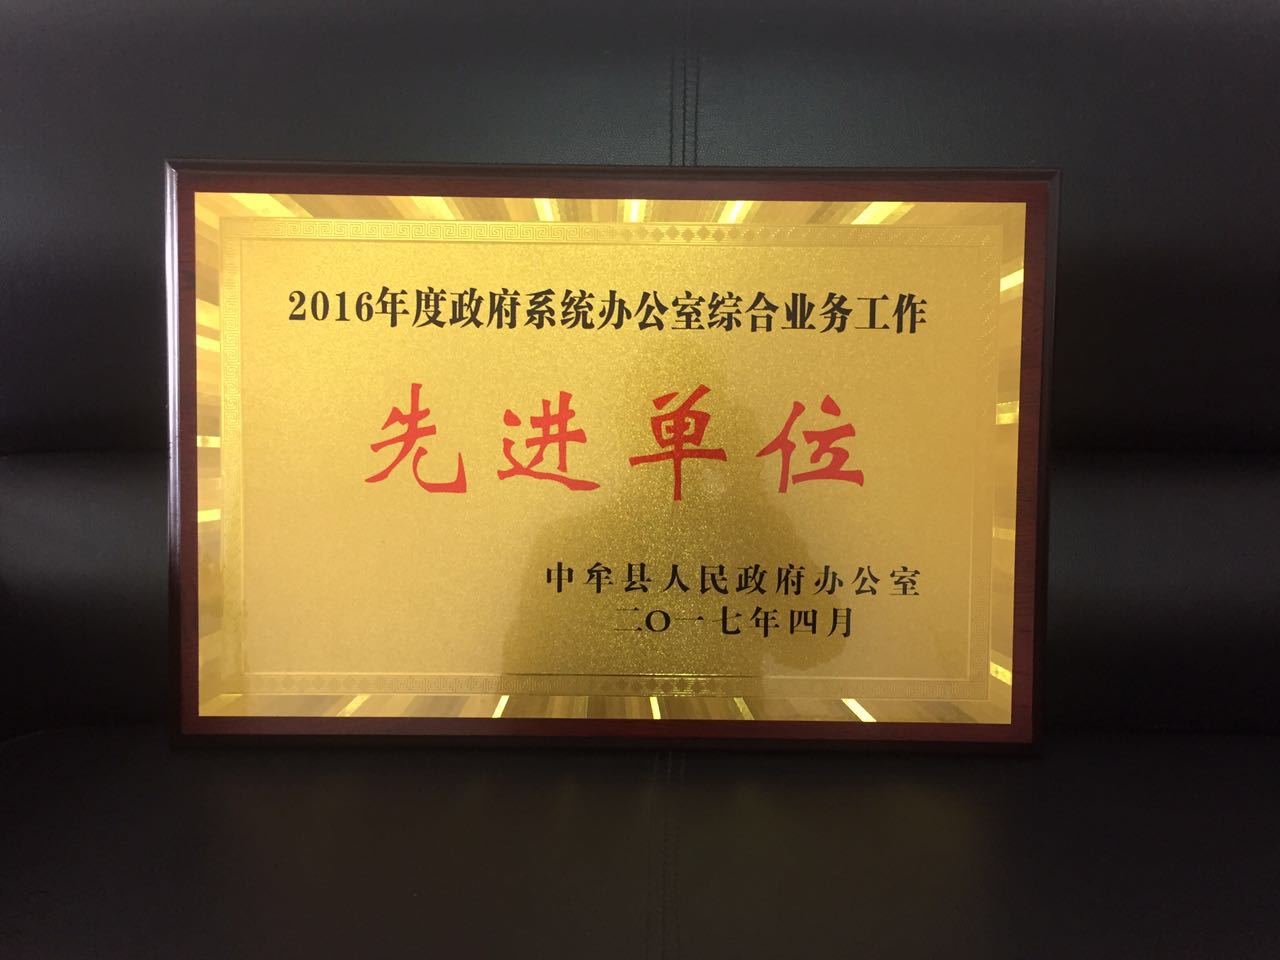 2016年度政府系统办公室综合业务工作
先进单位
中牟县人民政府办公室
二〇一七年四月